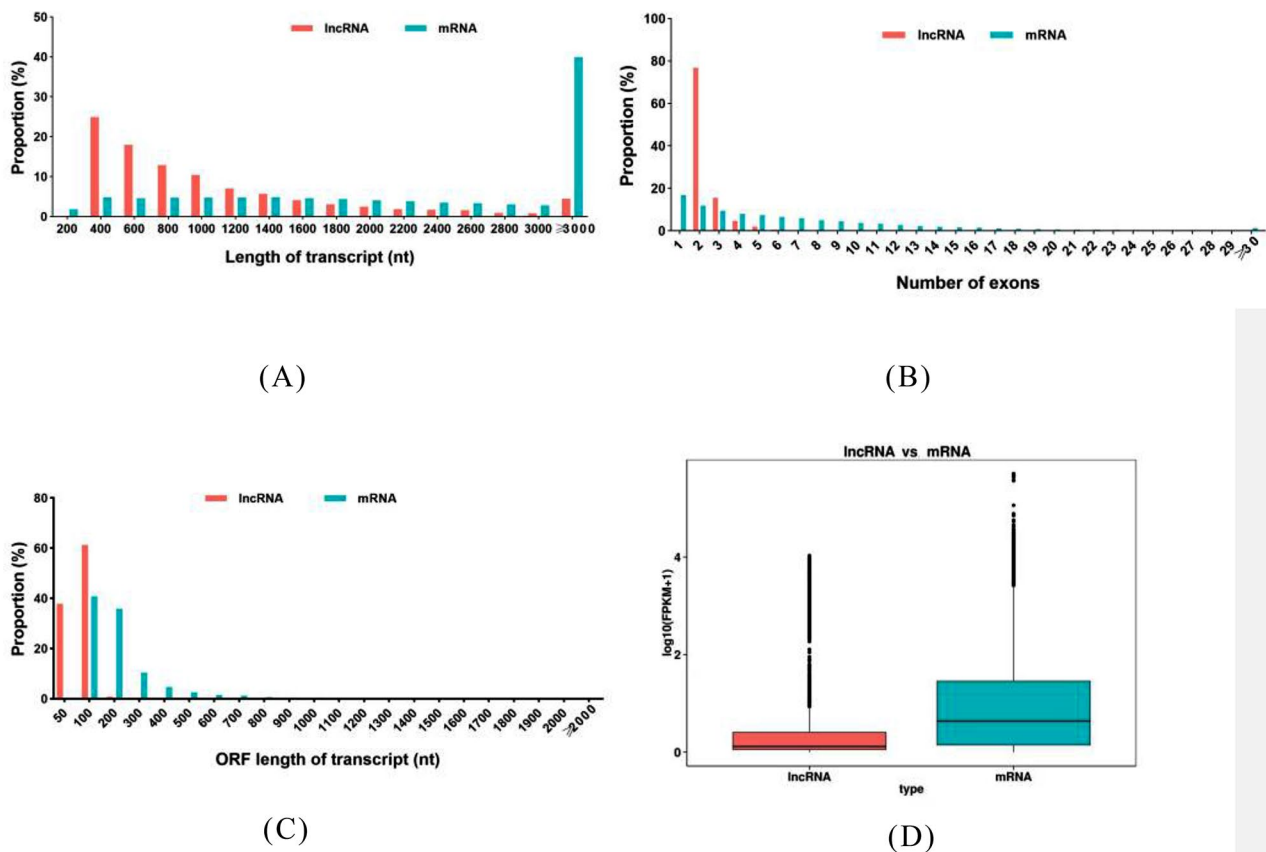 lncRNA mRNA
Proportion (%)
50
40
30
20
10
0
200 400 600 800 1000 1200 1400 1600 1800 2000 2200 2400 2600 2800 3000 ≥3000
Length of transcript (nt)
(A)
lncRNA mRNA
Proportion (%)
100
80
60
40
20
0
1 2 3 4 5 6 7 8 9 10 11 12 13 14 15 16 17 18 19 20 21 22 23 24 25 26 27 28 29 ≥30
Number of exons
(B)
lncRNA mRNA
Proportion (%)
80
60
40
20
0
50 100 200 300 400 500 600 700 800 900 1000 1100 1200 1300 1400 1500 1600 1700 1800 1900 2000 ≥2000
ORF length of transcript (nt)
(C)
lncRNA vs mRNA
log10(FPKM+1)
4
2
0
lncRNA mRNA
type
(D)